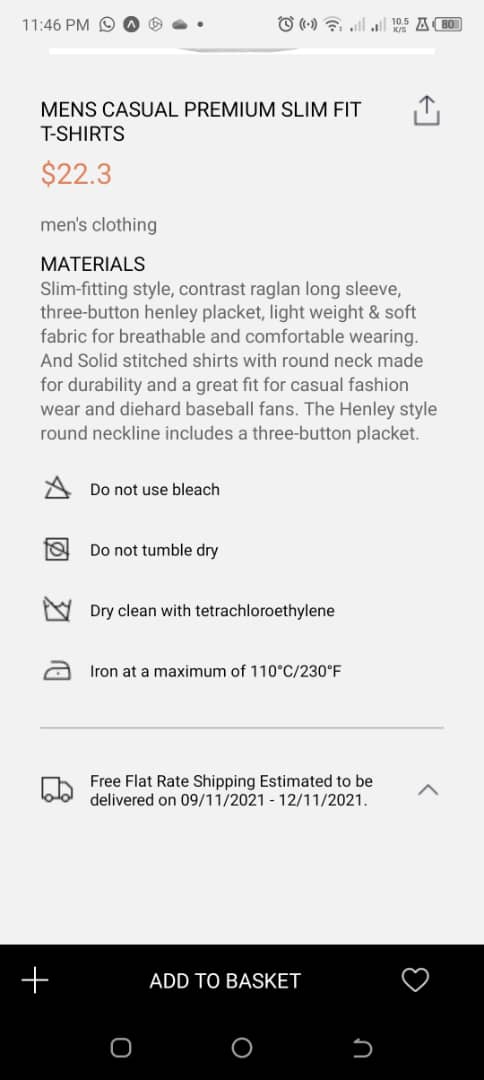 11:46 PM
10.5
K/S
80
MENS CASUAL PREMIUM SLIM FIT
T-SHIRTS
$22.3
men's clothing
MATERIALS
Slim-fitting style, contrast raglan long sleeve,
three-button henley placket, light weight & soft
fabric for breathable and comfortable wearing.
And Solid stitched shirts with round neck made
for durability and a great fit for casual fashion
wear and diehard baseball fans. The Henley style
round neckline includes a three-button placket.
Do not use bleach
Do not tumble dry
Dry clean with tetrachloroethylene
Iron at a maximum of 110°C/230°F
Free Flat Rate Shipping Estimated to be
delivered on 09/11/2021 - 12/11/2021.
ADD TO BASKET